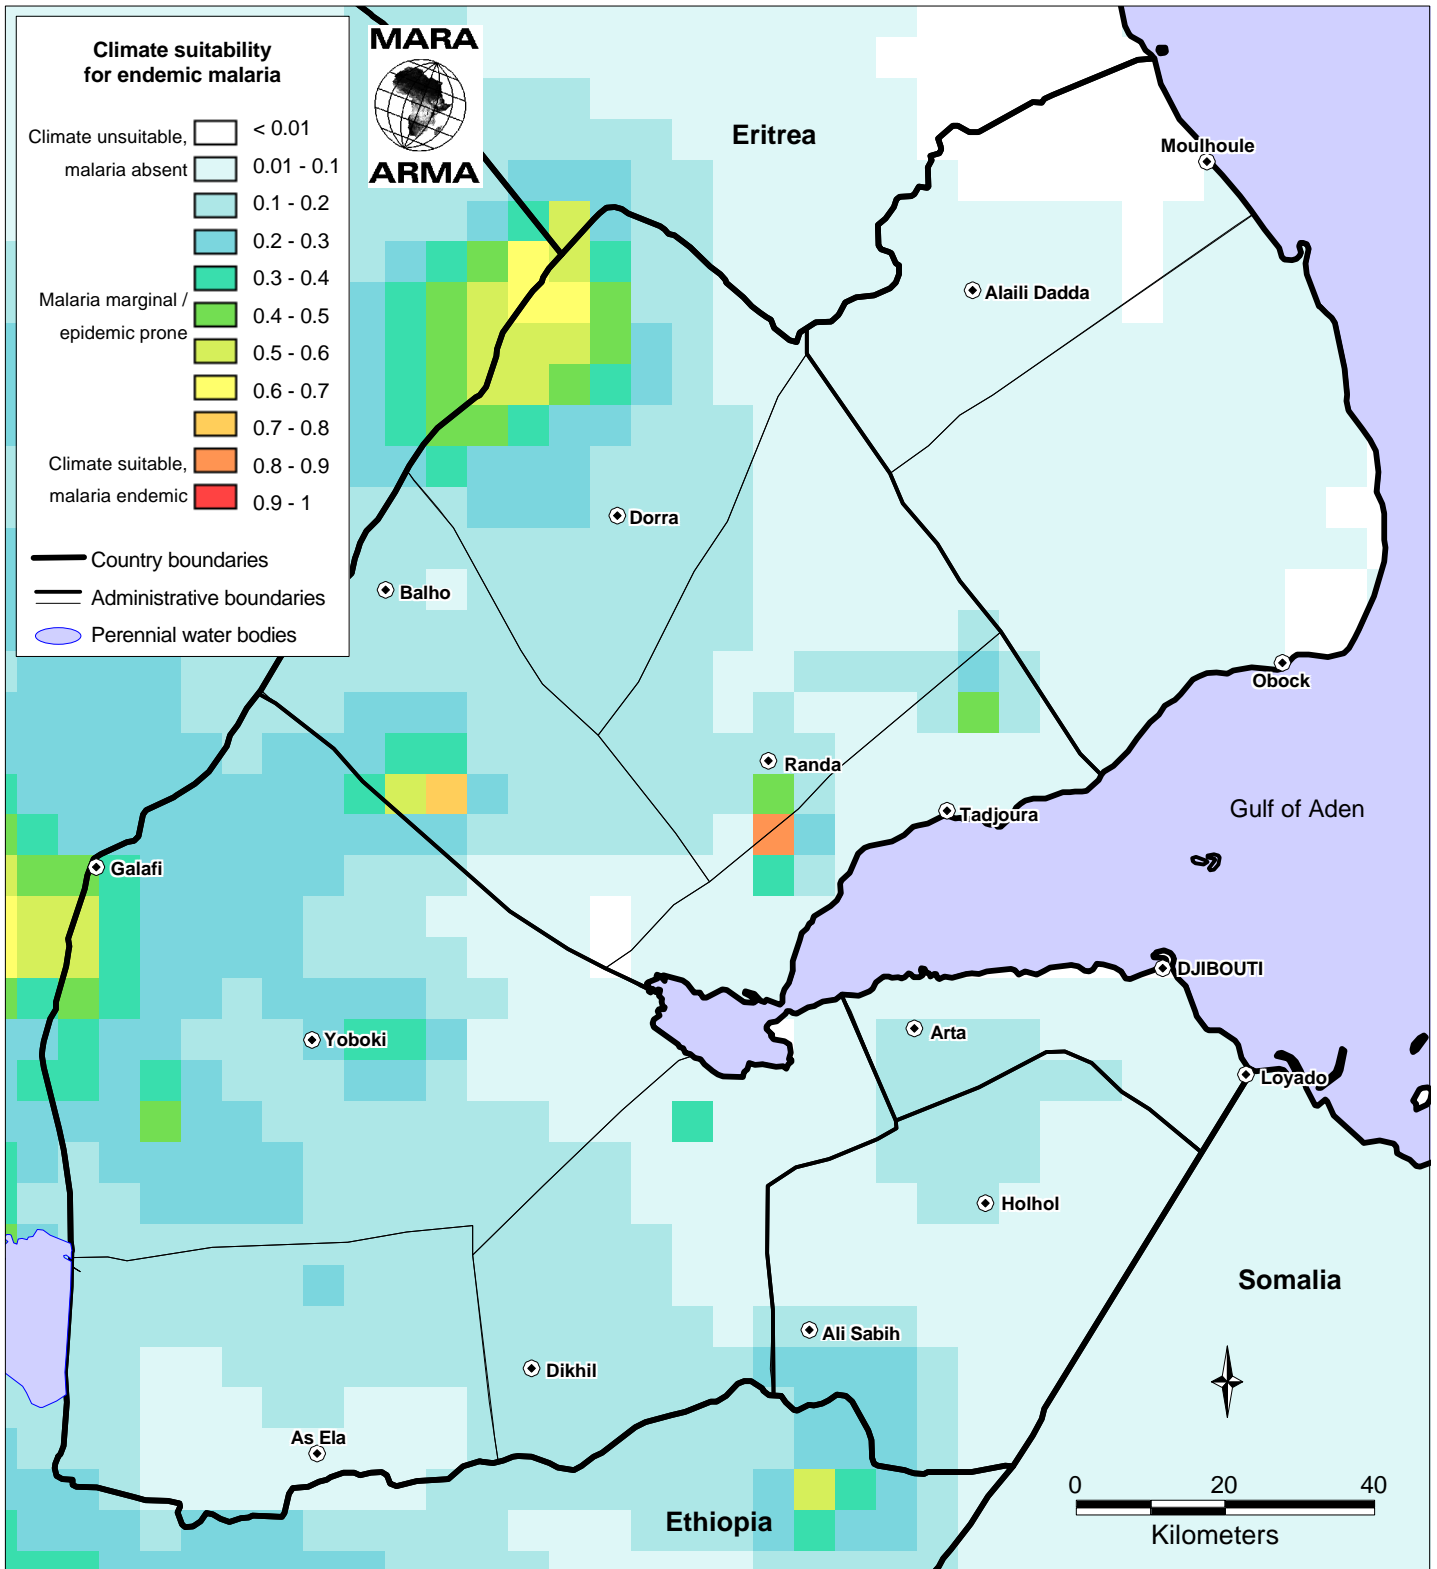 Climate suitability
for endemic malaria
Climate unsuitable,
malaria absent
Malaria marginal /
epidemic prone
Climate suitable,
malaria endemic
< 0.01
0.01 - 0.1
0.1 - 0.2
0.2 - 0.3
0.3 - 0.4
0.4 - 0.5
0.5 - 0.6
0.6 - 0.7
0.7 - 0.8
0.8 - 0.9
0.9 - 1
Country boundaries
Administrative boundaries
Perennial water bodies
MARA
ARMA
Eritrea
Moulhoule
Alaili Dadda
Dorra
Balho
Obock
Randa
Tadjoura
Gulf of Aden
Galafi
DJIBOUTI
Yoboki
Arta
Loyado
Holhol
Somalia
Ali Sabih
Dikhil
As Ela
Ethiopia
0 20 40
Kilometers